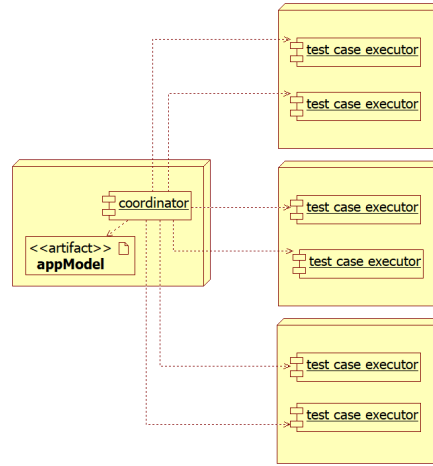 test case executor
test case executor
coordinator
<<artifact>>
appModel
test case executor
test case executor
test case executor
test case executor